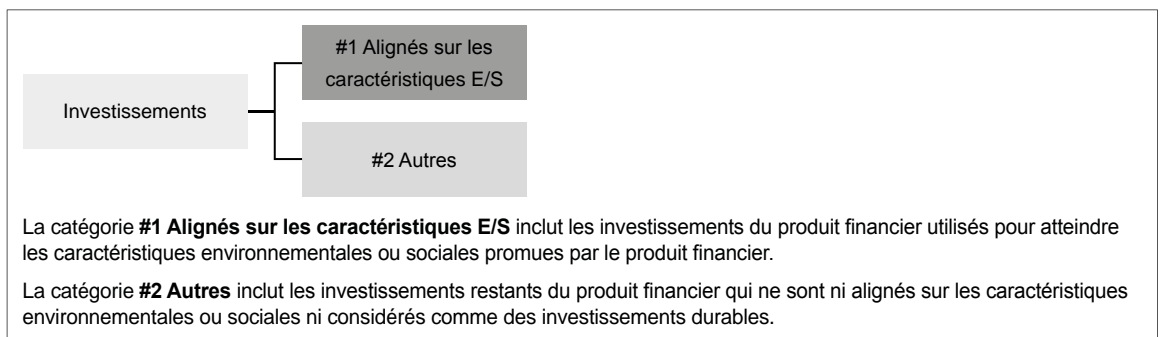 #1 Alignés sur les
caractéristiques E/S
Investissements
#2 Autres
La catégorie #1 Alignés sur les caractéristiques E/S inclut les investissements du produit financier utilisés pour atteindre
les caractéristiques environnementales ou sociales promues par le produit financier.
La catégorie #2 Autres inclut les investissements restants du produit financier qui ne sont ni alignés sur les caractéristiques
environnementales ou sociales ni considérés comme des investissements durables.